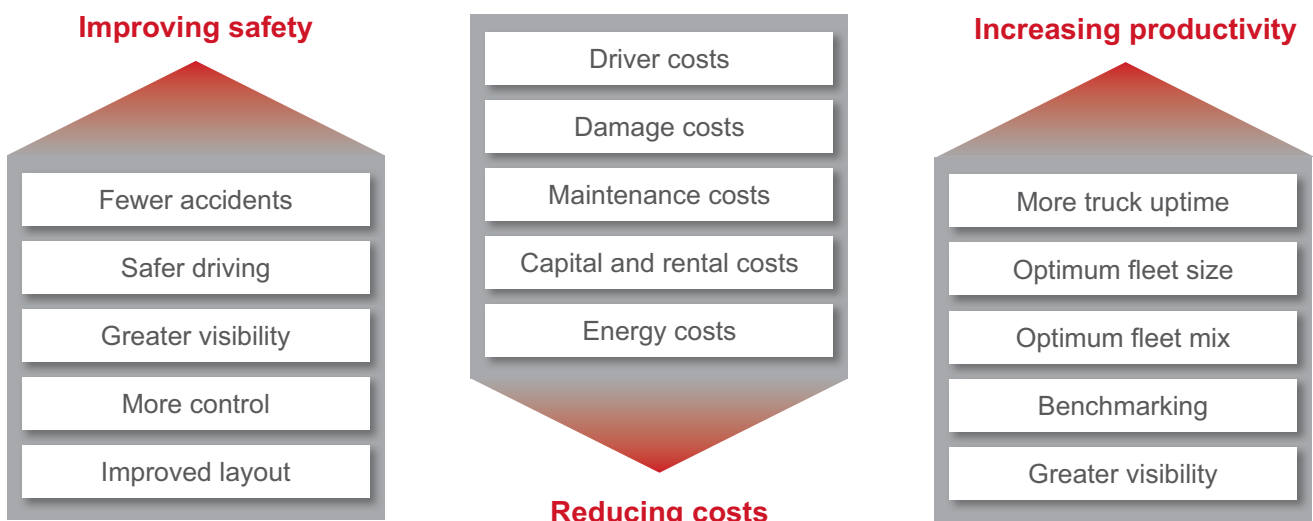 Improving safety
Fewer accidents
Safer driving
Greater visibility
More control
Improved layout
Driver costs
Damage costs
Maintenance costs
Capital and rental costs
Energy costs
Reducing costs
Increasing productivity
More truck uptime
Optimum fleet size
Optimum fleet mix
Benchmarking
Greater visibility